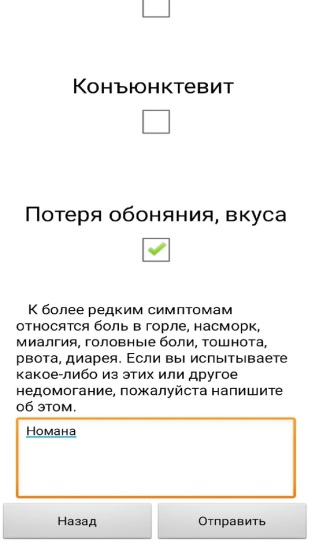 Конъюнктевит
Потеря обоняния, вкуса
К более редким симптомам
относятся боль в горле, насморк,
миалгия, головные боли, тошнота,
рвота, диарея. Если вы испытываете
какое-либо из этих или другое
недомогание, пожалуйста напишите
об этом.
Номана
Назад
Отправить